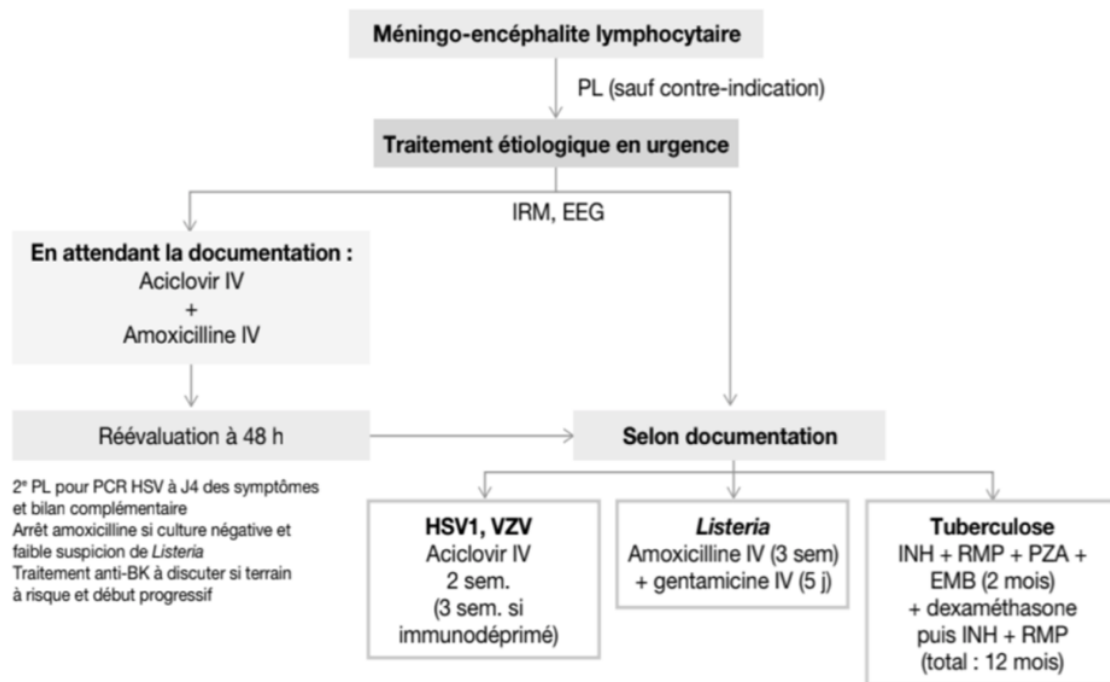 Méningo-encéphalite lymphocytaire
PL (sauf contre-indication)
Traitement étiologique en urgence
IRM, EEG
En attendant la documentation :
Aciclovir IV
+
Amoxicilline IV
Réévaluation à 48 h
Selon documentation
2e PL pour PCR HSV à J4 des symptômes
et bilan complémentaire
Arrêt amoxicilline si culture négative et
faible suspicion de Listeria
Traitement anti-BK à discuter si terrain
à risque et début progressif
HSV1, VZV
Aciclovir IV
2 sem.
(3 sem. si
immunodéprimé)
Listeria
Amoxicilline IV (3 sem)
+ gentamicine IV (5 j)
Tuberculose
INH + RMP + PZA +
EMB (2 mois)
+ dexaméthasone
puis INH + RMP
(total : 12 mois)